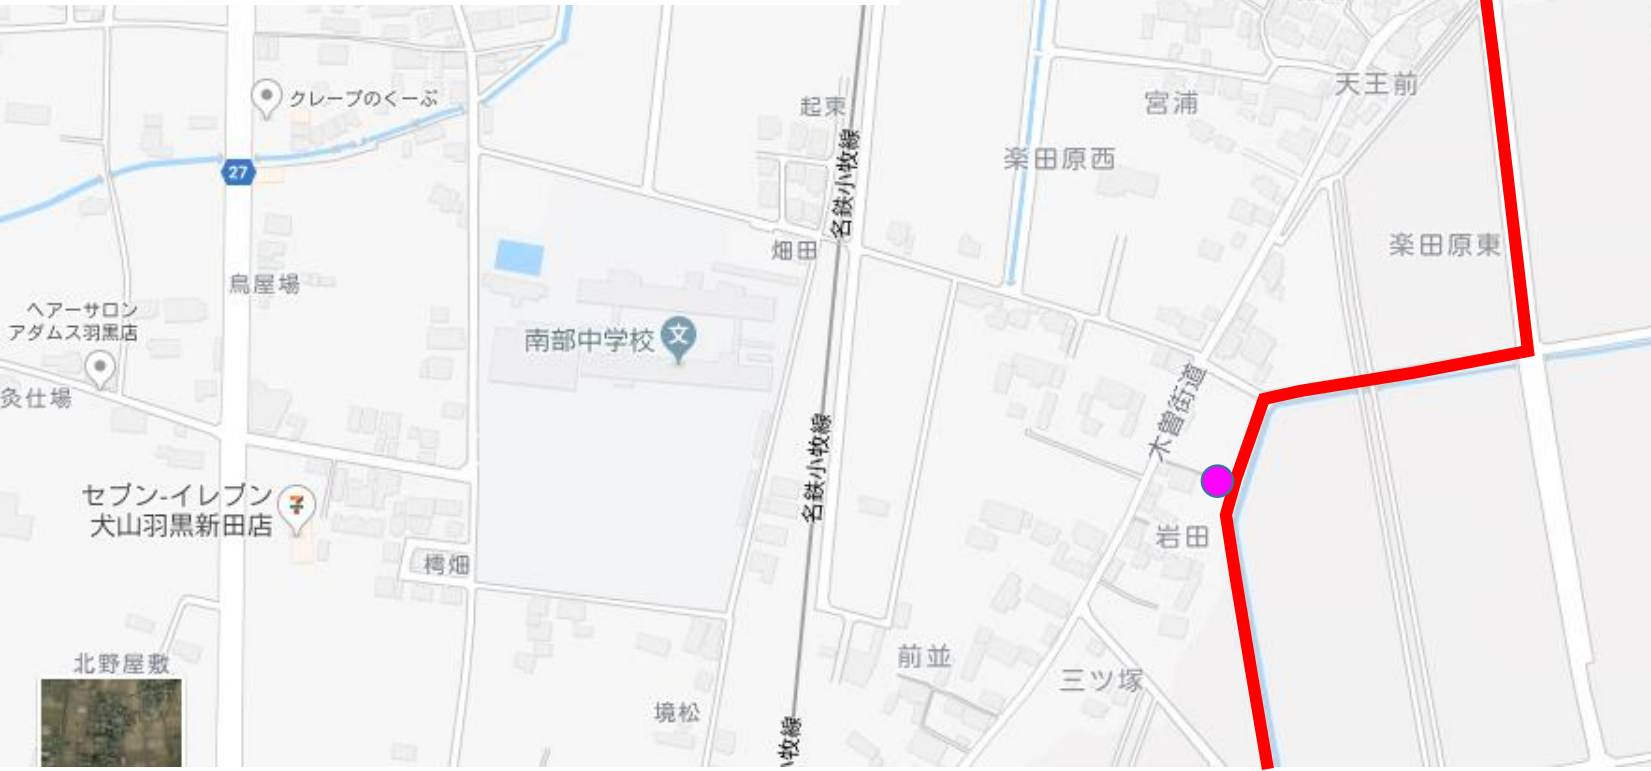 天王前
クレープのくーぷ
宮浦
起束
楽田原西
27
名鉄小牧線
楽田原東
畑田
鳥屋場
ヘアーサロン
アダムス羽黒店
南部中学校
文
灸仕場
木曽街道
名鉄小牧線
セブン-イレブン
犬山羽黒新田店
岩田
樗畑
前並
北野屋敷
三ツ塚
境松
小牧線